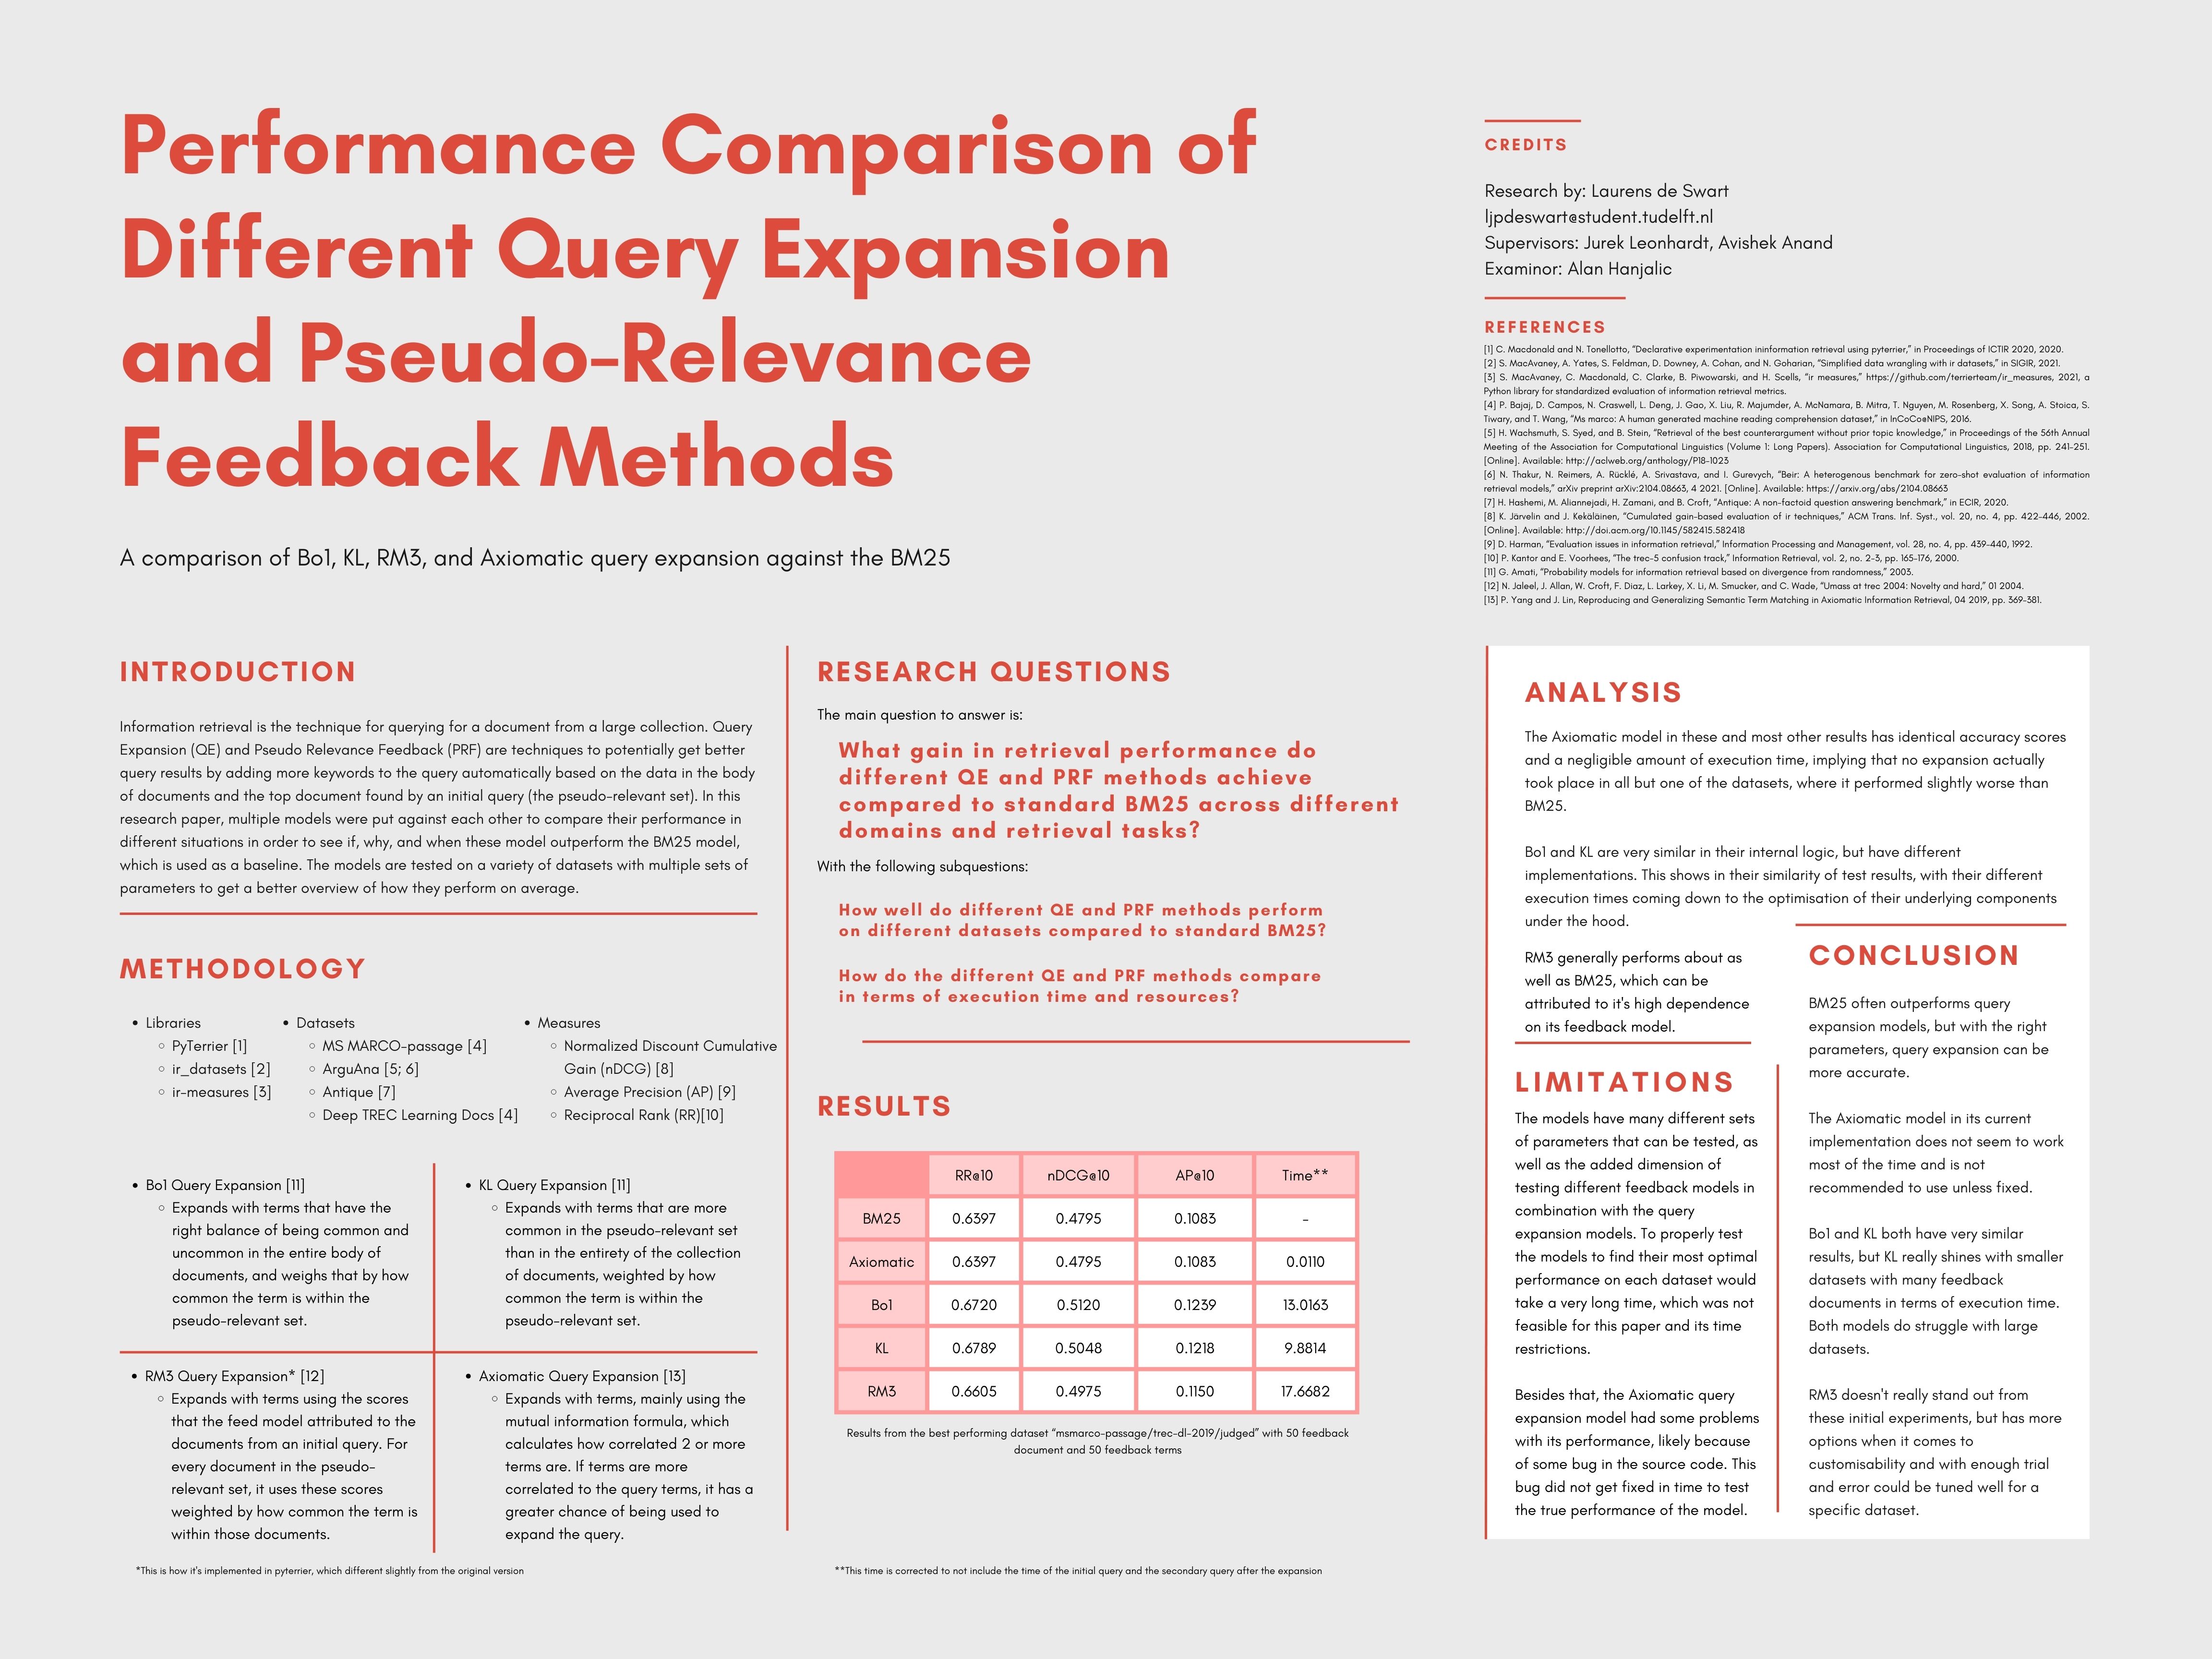 Performance Comparison of
Different Query Expansion
and Pseudo-Relevance
Feedback Methods
A comparison of Bo1, KL, RM3, and Axiomatic query expansion against the BM25
CREDITS
Research by: Laurens de Swart
ljpdeswart@student.tudelft.nl
Supervisors: Jurek Leonhardt, Avishek Anand
Examinor: Alan Hanjalic
REFERENCES
[1] C. Macdonald and N. Tonellotto, “Declarative experimentation ininformation retrieval using pyterrier,” in Proceedings of ICTIR 2020, 2020.
[2] S. MacAvaney, A. Yates, S. Feldman, D. Downey, A. Cohan, and N. Goharian, “Simplified data wrangling with ir datasets,” in SIGIR, 2021.
[3] S. MacAvaney, C. Macdonald, C. Clarke, B. Piwowarski, and H. Scells, “ir measures,” https://github.com/terrierteam/ir_measures, 2021, a
Python library for standardized evaluation of information retrieval metrics.
[4] P. Bajaj, D. Campos, N. Craswell, L. Deng, J. Gao, X. Liu, R. Majumder, A. McNamara, B. Mitra, T. Nguyen, M. Rosenberg, X. Song, A. Stoica, S.
Tiwary, and T. Wang, “Ms marco: A human generated machine reading comprehension dataset,” in InCoCo@NIPS, 2016.
[5] H. Wachsmuth, S. Syed, and B. Stein, “Retrieval of the best counterargument without prior topic knowledge,” in Proceedings of the 56th Annual
Meeting of the Association for Computational Linguistics (Volume 1: Long Papers). Association for Computational Linguistics, 2018, pp. 241-251.
[Online]. Available: http://aclweb.org/anthology/P18-1023
[6] N. Thakur, N. Reimers, A. Rücklé, A. Srivastava, and I. Gurevych, “Beir: A heterogenous benchmark for zero-shot evaluation of information
retrieval models,” arXiv preprint arXiv:2104.08663, 4 2021. [Online]. Available: https://arxiv.org/abs/2104.08663
[7] H. Hashemi, M. Aliannejadi, H. Zamani, and B. Croft, “Antique: A non-factoid question answering benchmark,” in ECIR, 2020.
[8] K. Järvelin and J. Kekäläinen, “Cumulated gain-based evaluation of ir techniques,” ACM Trans. Inf. Syst., vol. 20, no. 4, pp. 422-446, 2002.
[Online]. Available: http://doi.acm.org/10.1145/582415.582418
[9] D. Harman, “Evaluation issues in information retrieval,” Information Processing and Management, vol. 28, no. 4, pp. 439-440, 1992.
[10] P. Kantor and E. Voorhees, “The trec-5 confusion track,” Information Retrieval, vol. 2, no. 2-3, pp. 165-176, 2000.
[11] G. Amati, “Probability models for information retrieval based on divergence from randomness,” 2003.
[12] N. Jaleel, J. Allan, W. Croft, F. Diaz, L. Larkey, X. Li, M. Smucker, and C. Wade, “Umass at trec 2004: Novelty and hard,” 01 2004.
[13] P. Yang and J. Lin, Reproducing and Generalizing Semantic Term Matching in Axiomatic Information Retrieval, 04 2019, pp. 369-381.
INTRODUCTION
Information retrieval is the technique for querying for a document from a large collection. Query
Expansion (QE) and Pseudo Relevance Feedback (PRF) are techniques to potentially get better
query results by adding more keywords to the query automatically based on the data in the body
of documents and the top document found by an initial query (the pseudo-relevant set). In this
research paper, multiple models were put against each other to compare their performance in
different situations in order to see if, why, and when these model outperform the BM25 model,
which is used as a baseline. The models are tested on a variety of datasets with multiple sets of
parameters to get a better overview of how they perform on average.
METHODOLOGY
• Libraries
◦ PyTerrier [1]
◦ ir_datasets [2]
◦ ir-measures [3]
• Datasets
◦ MS MARCO-passage [4]
◦ ArguAna [5; 6]
◦ Antique [7]
◦ Deep TREC Learning Docs [4]
• Measures
◦ Normalized Discount Cumulative
Gain (nDCG) [8]
◦ Average Precision (AP) [9]
◦ Reciprocal Rank (RR)[10]
• Bo1 Query Expansion [11]
◦ Expands with terms that have the
right balance of being common and
uncommon in the entire body of
documents, and weighs that by how
common the term is within the
pseudo-relevant set.
• KL Query Expansion [11]
◦ Expands with terms that are more
common in the pseudo-relevant set
than in the entirety of the collection
of documents, weighted by how
common the term is within the
pseudo-relevant set.
• RM3 Query Expansion* [12]
◦ Expands with terms using the scores
that the feed model attributed to the
documents from an initial query. For
every document in the pseudo-
relevant set, it uses these scores
weighted by how common the term is
within those documents.
• Axiomatic Query Expansion [13]
◦ Expands with terms, mainly using the
mutual information formula, which
calculates how correlated 2 or more
terms are. If terms are more
correlated to the query terms, it has a
greater chance of being used to
expand the query.
*This is how it's implemented in pyterrier, which different slightly from the original version
RESEARCH QUESTIONS
The main question to answer is:
What gain in retrieval performance do
different QE and PRF methods achieve
compared to standard BM25 across different
domains and retrieval tasks?
With the following subquestions:
How well do different QE and PRF methods perform
on different datasets compared to standard BM25?
How do the different QE and PRF methods compare
in terms of execution time and resources?
RESULTS
RR@10 nDCG@10 AP@10 Time**
BM25 0.6397 0.4795 0.1083 -
Axiomatic 0.6397 0.4795 0.1083 0.0110
Bo1 0.6720 0.5120 0.1239 13.0163
KL 0.6789 0.5048 0.1218 9.8814
RM3 0.6605 0.4975 0.1150 17.6682
Results from the best performing dataset “msmarco-passage/trec-dl-2019/judged” with 50 feedback
document and 50 feedback terms
**This time is corrected to not include the time of the initial query and the secondary query after the expansion
ANALYSIS
The Axiomatic model in these and most other results has identical accuracy scores
and a negligible amount of execution time, implying that no expansion actually
took place in all but one of the datasets, where it performed slightly worse than
BM25.
Bo1 and KL are very similar in their internal logic, but have different
implementations. This shows in their similarity of test results, with their different
execution times coming down to the optimisation of their underlying components
under the hood.
RM3 generally performs about as
well as BM25, which can be
attributed to it's high dependence
on its feedback model.
LIMITATIONS
The models have many different sets
of parameters that can be tested, as
well as the added dimension of
testing different feedback models in
combination with the query
expansion models. To properly test
the models to find their most optimal
performance on each dataset would
take a very long time, which was not
feasible for this paper and its time
restrictions.
Besides that, the Axiomatic query
expansion model had some problems
with its performance, likely because
of some bug in the source code. This
bug did not get fixed in time to test
the true performance of the model.
CONCLUSION
BM25 often outperforms query
expansion models, but with the right
parameters, query expansion can be
more accurate.
The Axiomatic model in its current
implementation does not seem to work
most of the time and is not
recommended to use unless fixed.
Bo1 and KL both have very similar
results, but KL really shines with smaller
datasets with many feedback
documents in terms of execution time.
Both models do struggle with large
datasets.
RM3 doesn't really stand out from
these initial experiments, but has more
options when it comes to
customisability and with enough trial
and error could be tuned well for a
specific dataset.